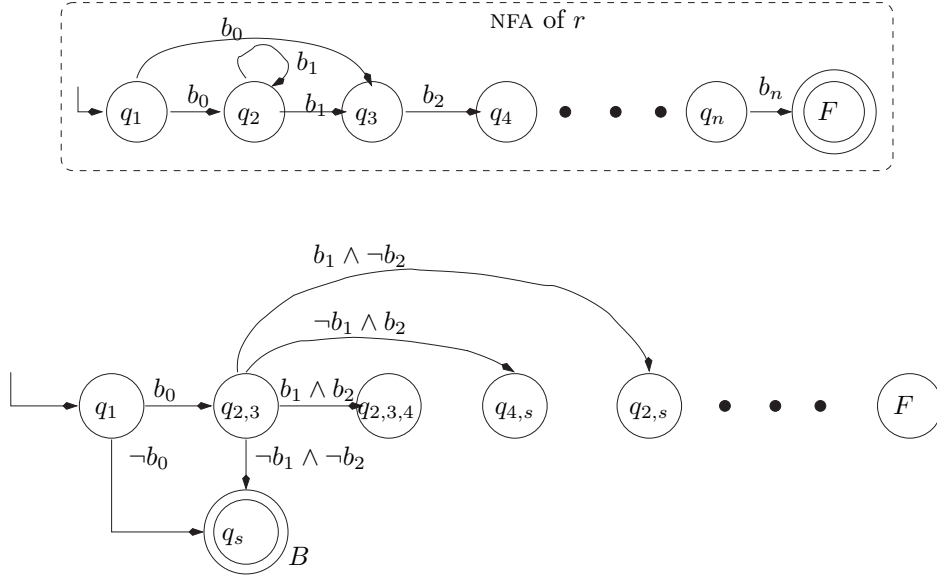 NFA of r
b₀
b₁
b₀ b₁ b₂ bₙ
q₁ q₂ q₃ q₄ qₙ F
b₁ ∧ ¬b₂
¬b₁ ∧ b₂
b₀ b₁ ∧ b₂
q₁ q₂,₃ q₂,₃,₄ q₄,ₛ q₂,ₛ F
¬b₀ ¬b₁ ∧ ¬b₂
qₛ
B